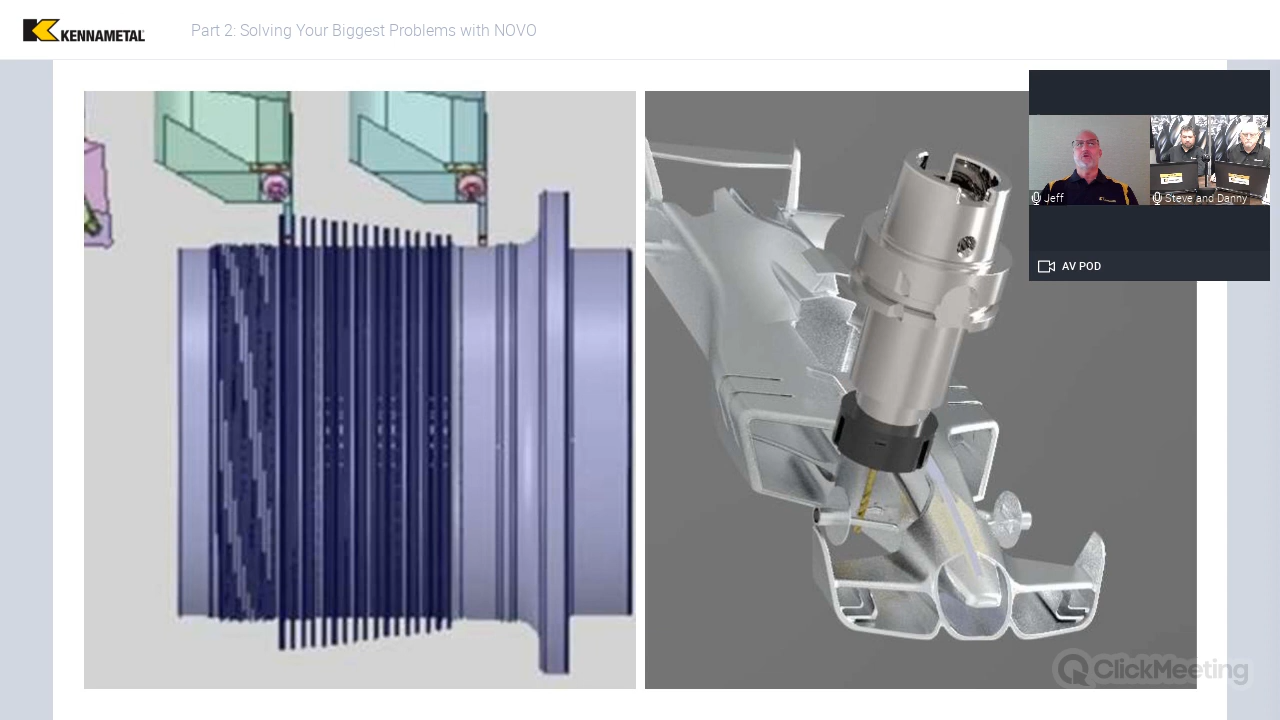 KENNAMETAL
Part 2: Solving Your Biggest Problems with NOVO
Jeff
Steve and Danny
AV POD
ClickMeeting